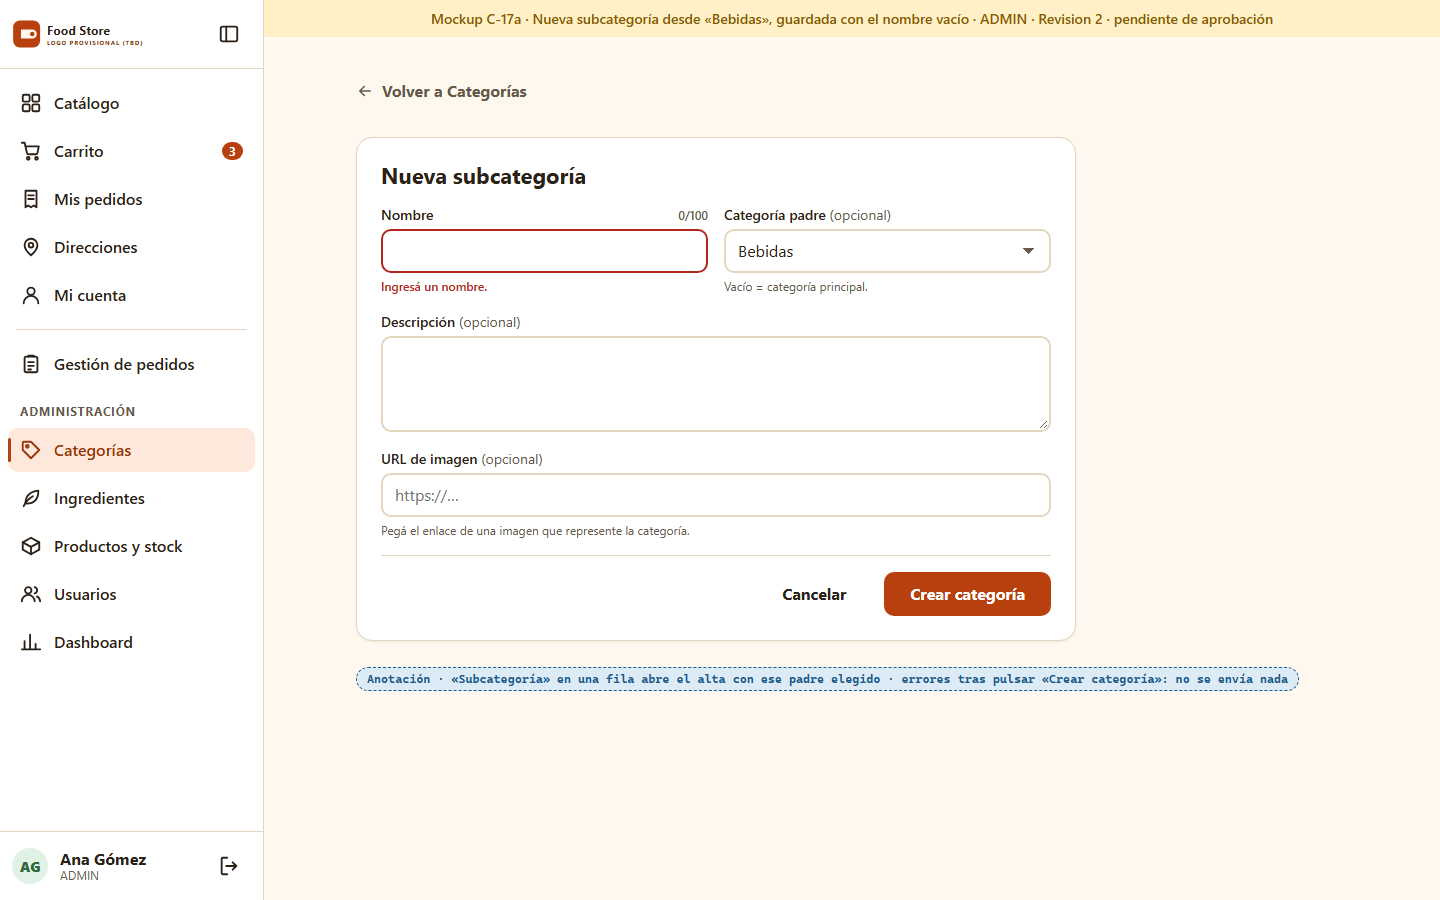 Food Store
LOGO PROVISIONAL (TBD)
Mockup C-17a · Nueva subcategoría desde «Bebidas», guardada con el nombre vacío · ADMIN · Revision 2 · pendiente de aprobación
Catálogo
Carrito 3
Mis pedidos
Direcciones
Mi cuenta
Gestión de pedidos
ADMINISTRACIÓN
Categorías
Ingredientes
Productos y stock
Usuarios
Dashboard
AG Ana Gómez
ADMIN
← Volver a Categorías
Nueva subcategoría
Nombre 0/100
Ingresá un nombre.
Categoría padre (opcional)
Bebidas
Vacío = categoría principal.
Descripción (opcional)
URL de imagen (opcional)
https://...
Pegá el enlace de una imagen que represente la categoría.
Cancelar Crear categoría
Anotación · «Subcategoría» en una fila abre el alta con ese padre elegido · errores tras pulsar «Crear categoría»: no se envía nada